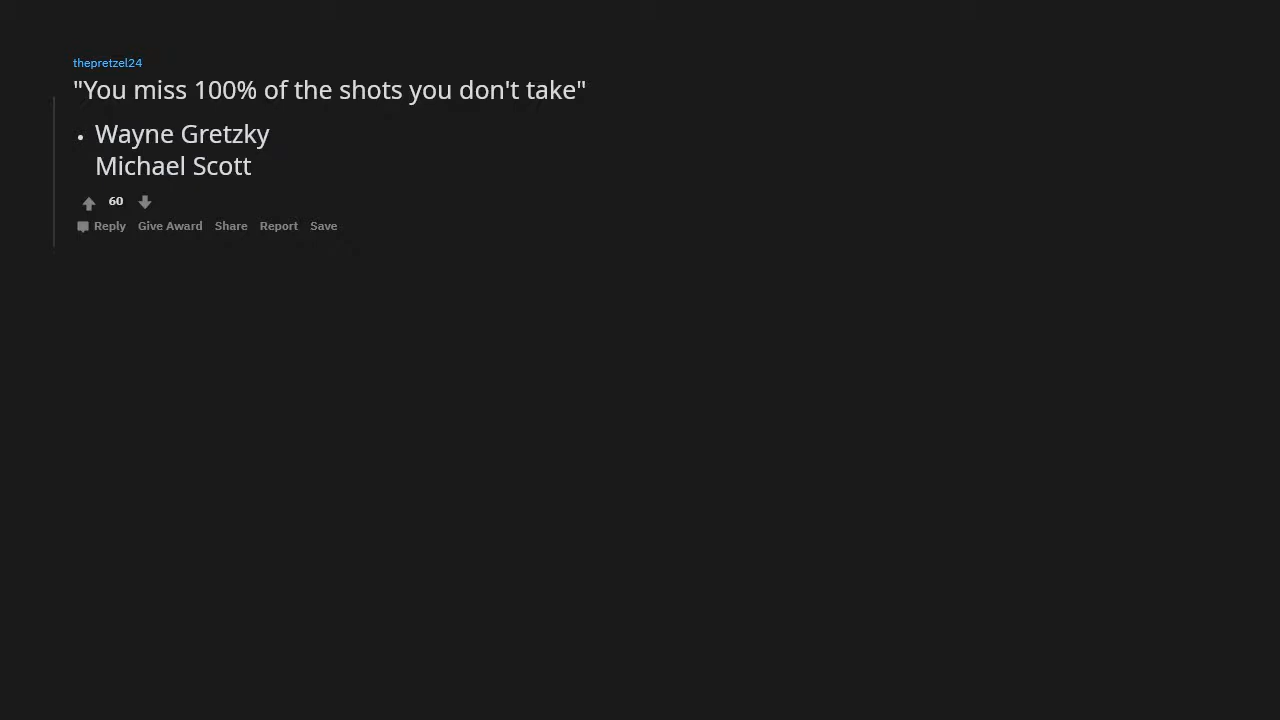 thepretzel24
"You miss 100% of the shots you don't take"
• Wayne Gretzky
Michael Scott
60
Reply Give Award Share Report Save